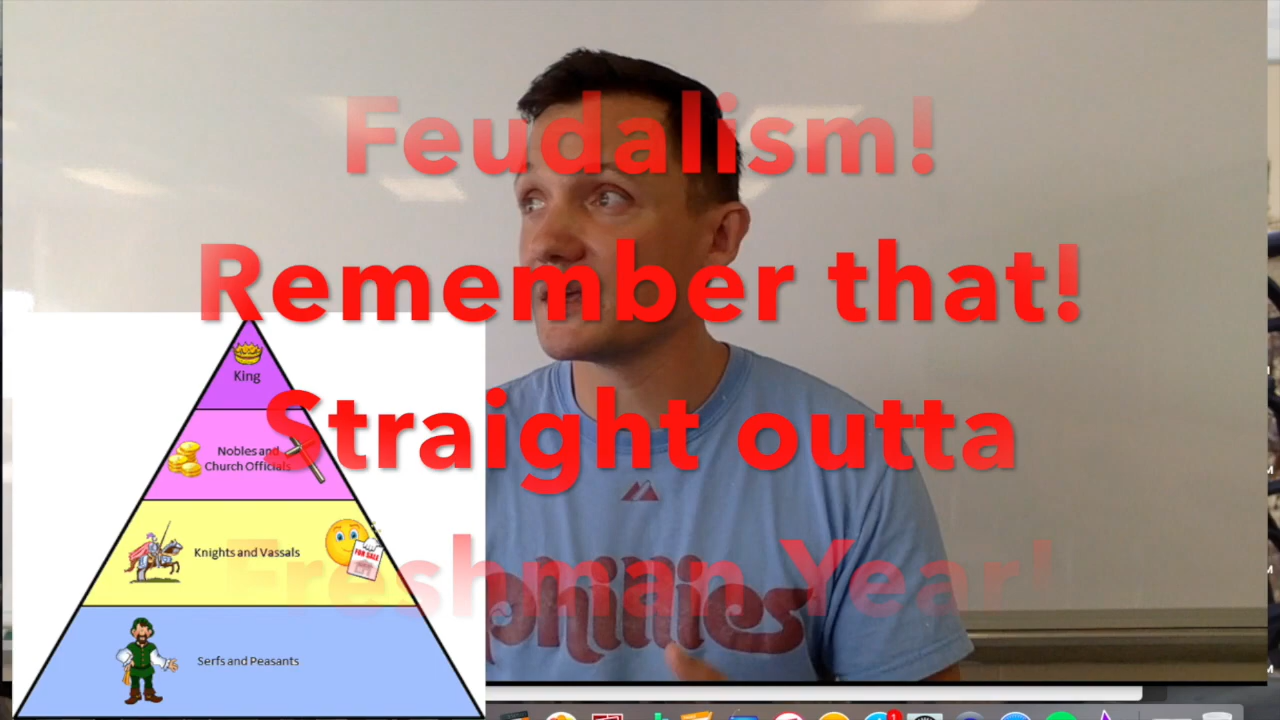 Feudalism!
Remember that!
Straight outta
Freshman Year!
King
Nobles and
Church Officials
Knights and Vassals
FOR SALE
Serfs and Peasants
phillies
1